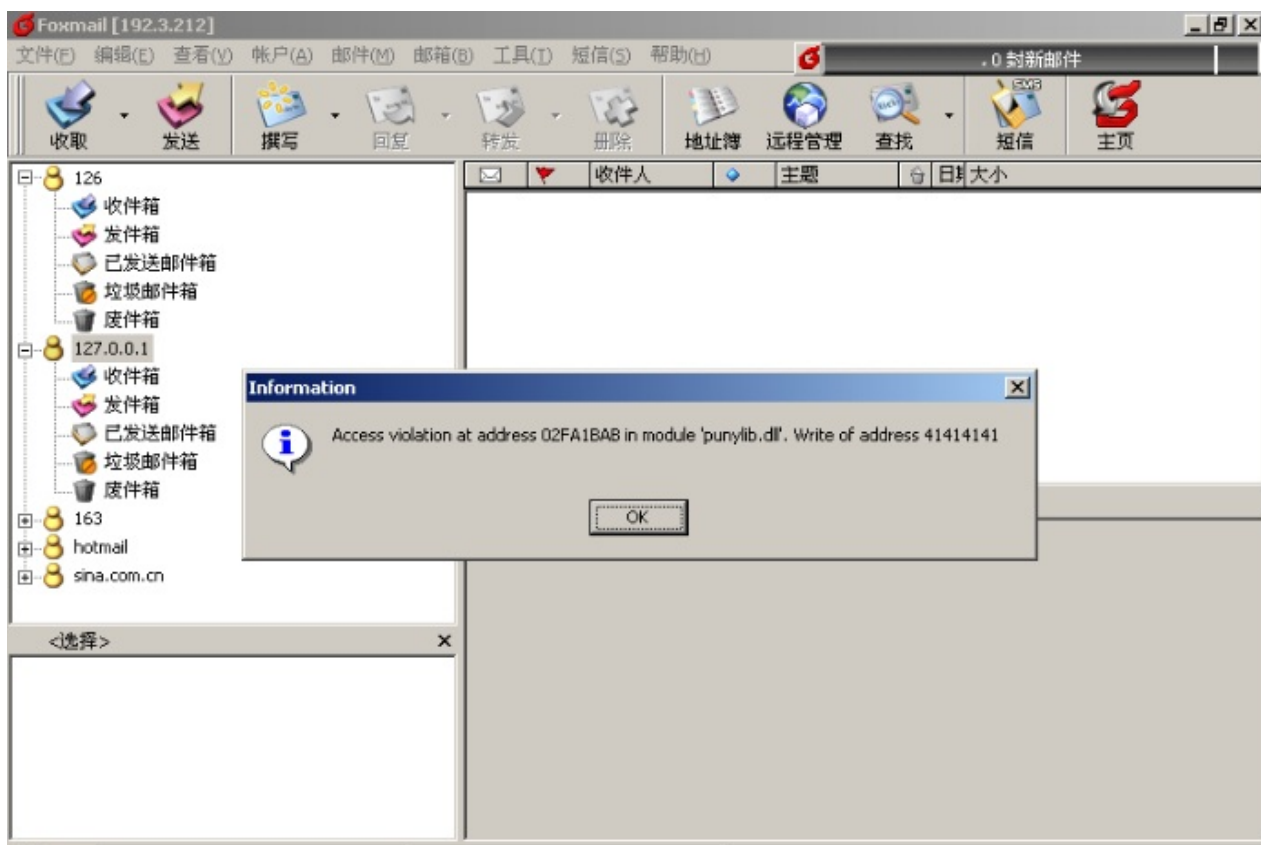 Foxmail [192.3.212]
文件(F) 编辑(E) 查看(V) 帐户(A) 邮件(M) 邮箱(B) 工具(I) 短信(S) 帮助(H)
. 0 封新邮件
收取 发送 撰写 回复 转发 删除 地址簿 远程管理 查找 短信 主页
SMS
收件人 主题 日期 大小
126
收件箱
发件箱
已发送邮件箱
垃圾邮件箱
废件箱
127.0.0.1
收件箱
发件箱
已发送邮件箱
垃圾邮件箱
废件箱
163
hotmail
sina.com.cn
<选择>
Information
Access violation at address 02FA1BAB in module 'punylib.dll'. Write of address 41414141
OK